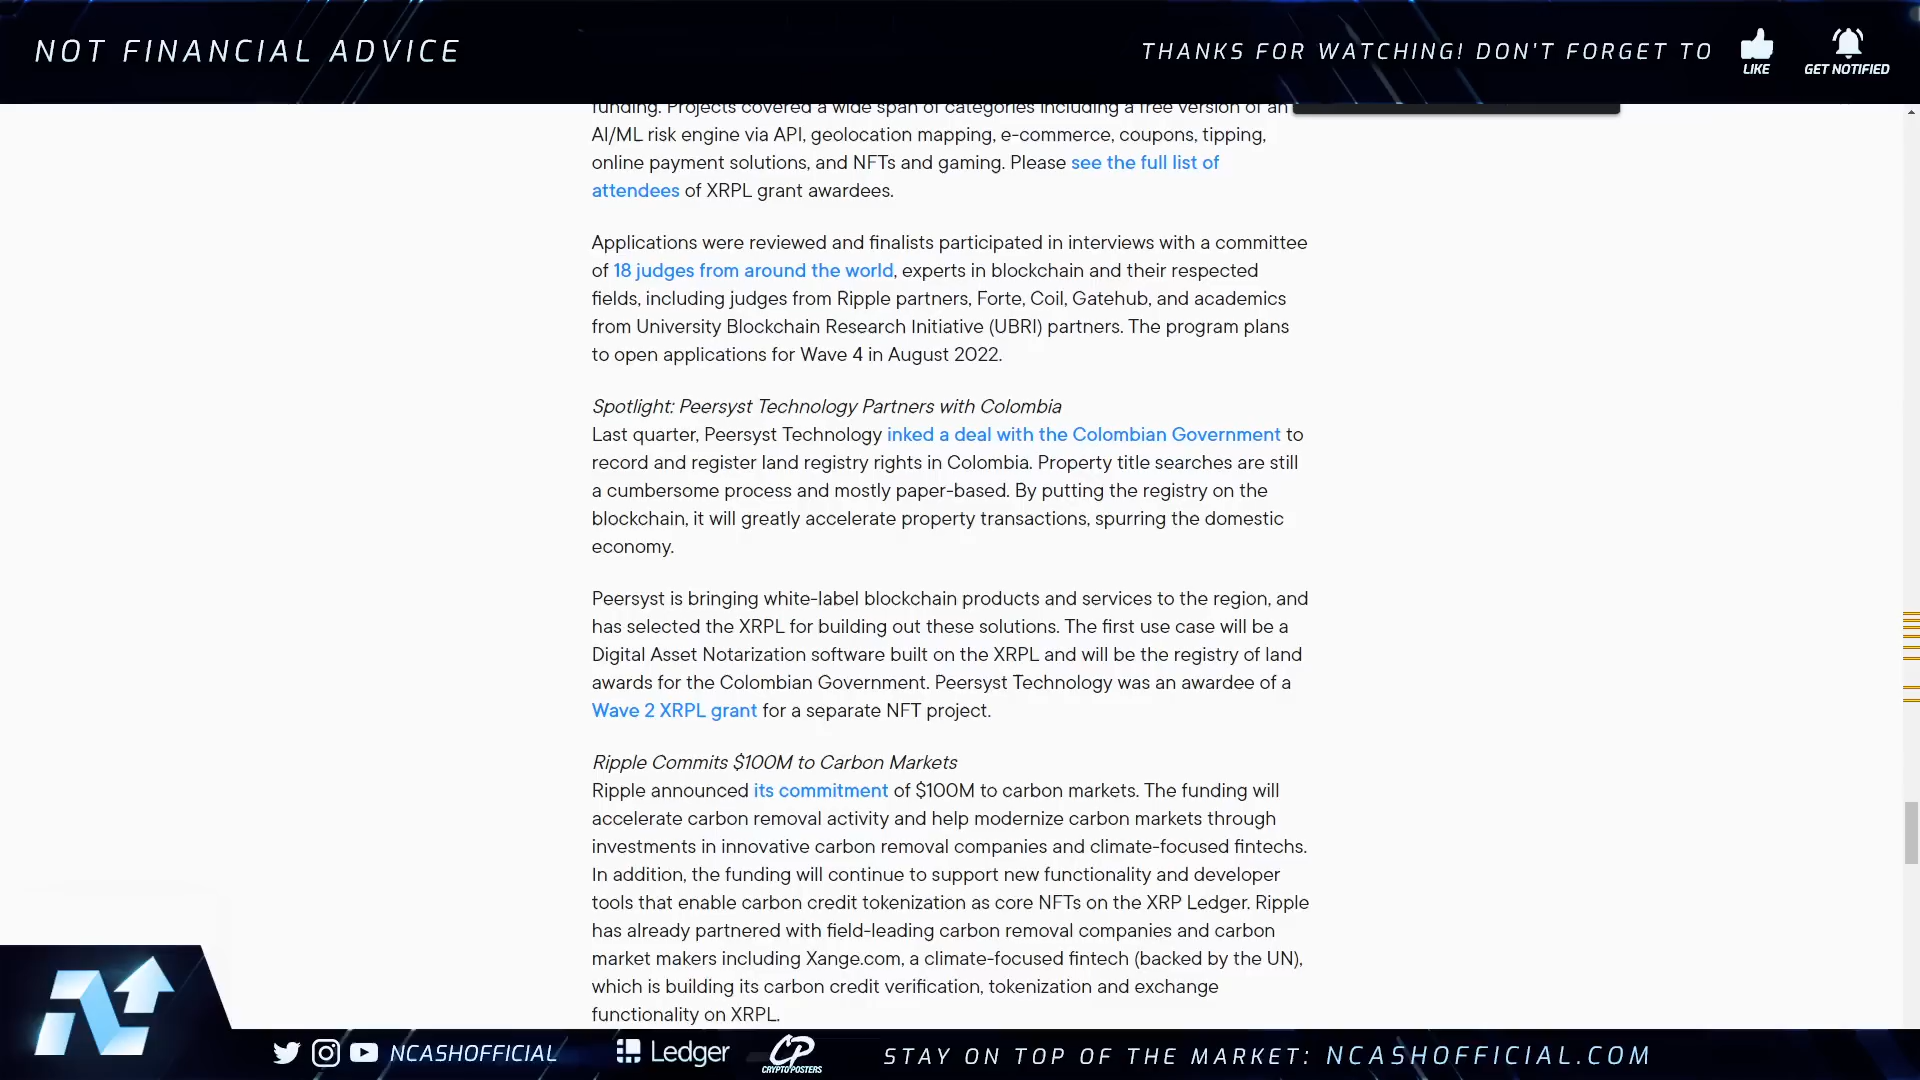 NOT FINANCIAL ADVICE
THANKS FOR WATCHING! DON'T FORGET TO
LIKE
GET NOTIFIED
funding. Projects covered a wide span of categories including a free version of an
AI/ML risk engine via API, geolocation mapping, e-commerce, coupons, tipping,
online payment solutions, and NFTs and gaming. Please see the full list of
attendees of XRPL grant awardees.
Applications were reviewed and finalists participated in interviews with a committee
of 18 judges from around the world, experts in blockchain and their respected
fields, including judges from Ripple partners, Forte, Coil, Gatehub, and academics
from University Blockchain Research Initiative (UBRI) partners. The program plans
to open applications for Wave 4 in August 2022.
Spotlight: Peersyst Technology Partners with Colombia
Last quarter, Peersyst Technology inked a deal with the Colombian Government to
record and register land registry rights in Colombia. Property title searches are still
a cumbersome process and mostly paper-based. By putting the registry on the
blockchain, it will greatly accelerate property transactions, spurring the domestic
economy.
Peersyst is bringing white-label blockchain products and services to the region, and
has selected the XRPL for building out these solutions. The first use case will be a
Digital Asset Notarization software built on the XRPL and will be the registry of land
awards for the Colombian Government. Peersyst Technology was an awardee of a
Wave 2 XRPL grant for a separate NFT project.
Ripple Commits $100M to Carbon Markets
Ripple announced its commitment of $100M to carbon markets. The funding will
accelerate carbon removal activity and help modernize carbon markets through
investments in innovative carbon removal companies and climate-focused fintechs.
In addition, the funding will continue to support new functionality and developer
tools that enable carbon credit tokenization as core NFTs on the XRP Ledger. Ripple
has already partnered with field-leading carbon removal companies and carbon
market makers including Xange.com, a climate-focused fintech (backed by the UN),
which is building its carbon credit verification, tokenization and exchange
functionality on XRPL.
NCASHOFFICIAL
Ledger
CP
CRYPTOPOSTERS
STAY ON TOP OF THE MARKET: NCASHOFFICIAL.COM